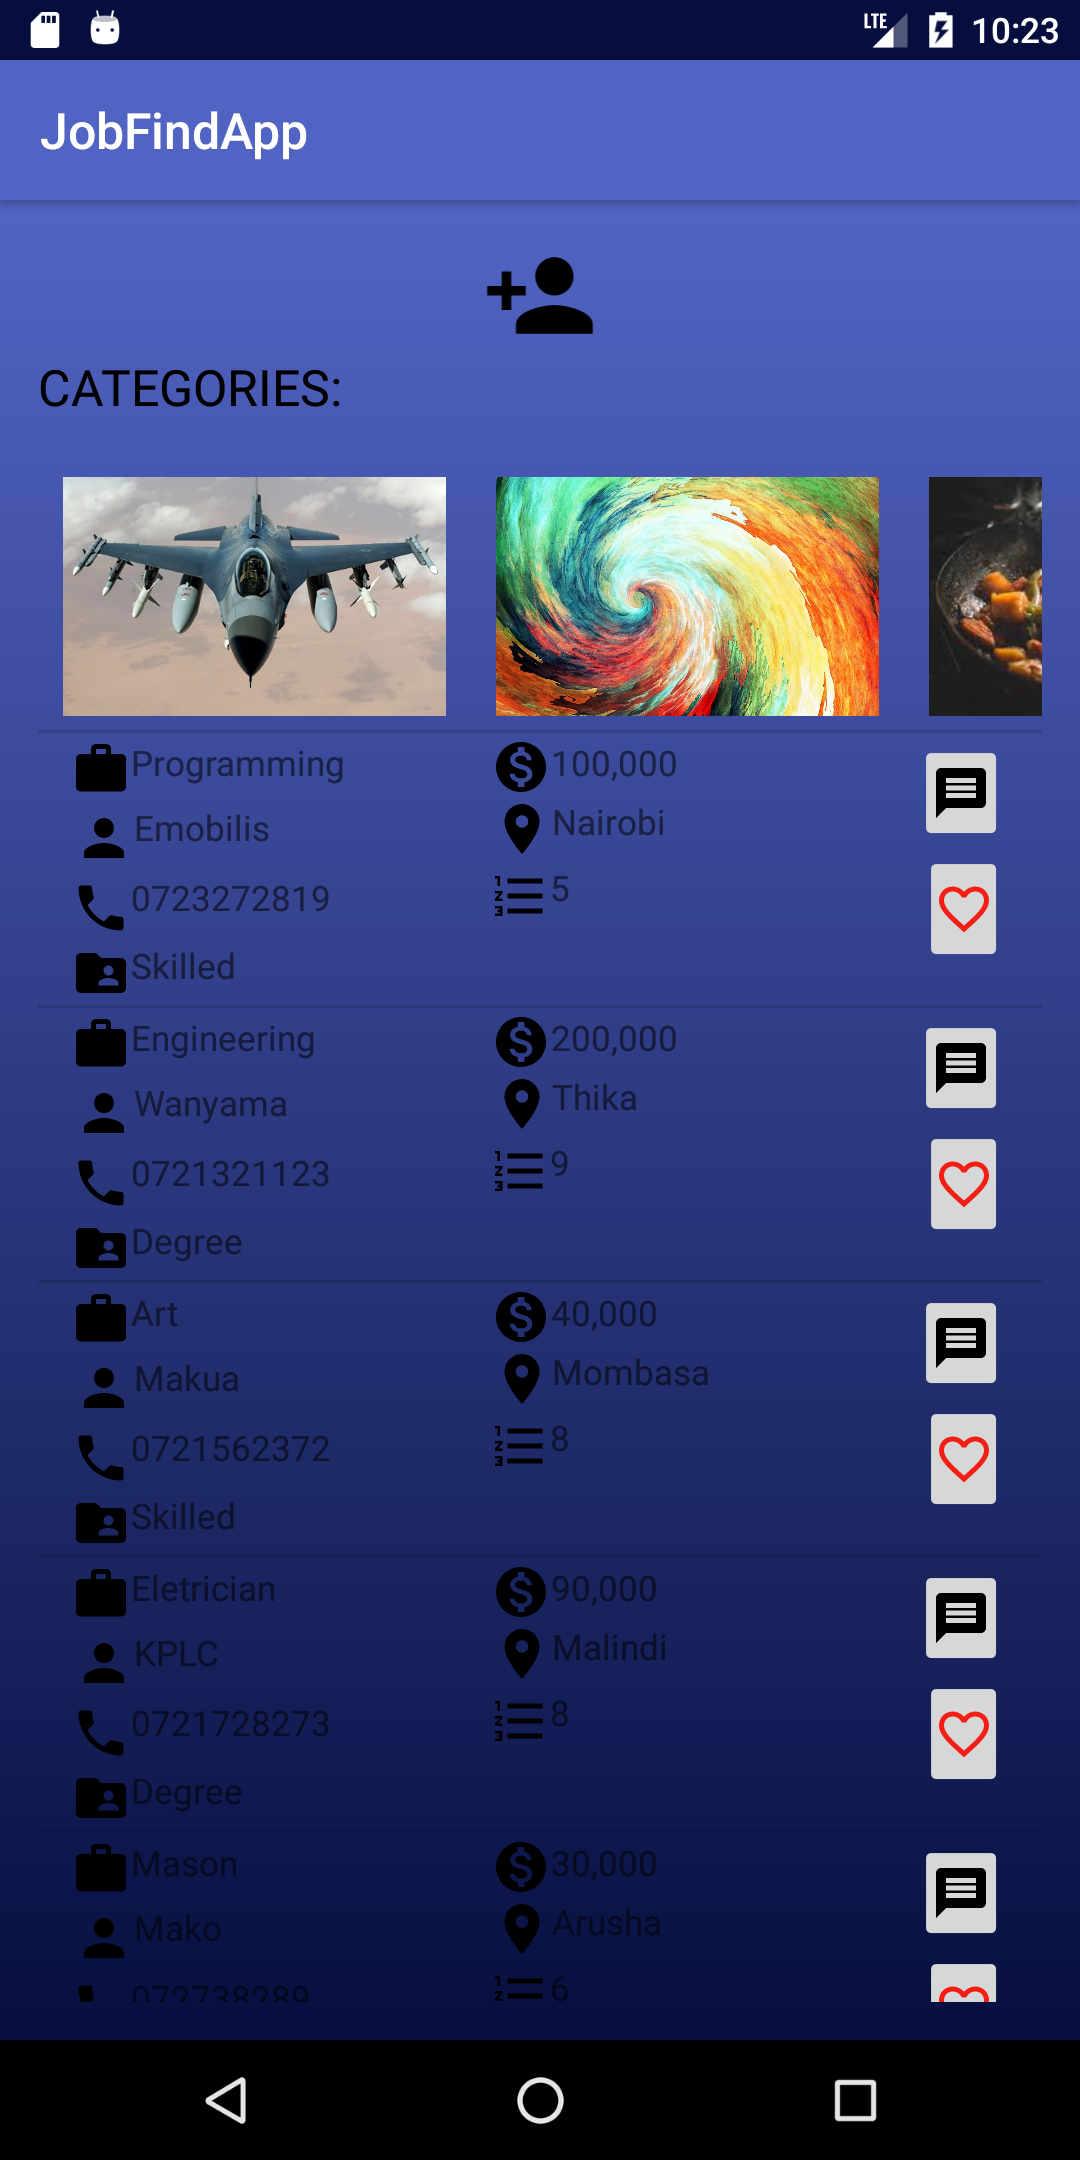 LTE 10:23
JobFindApp
CATEGORIES:
Programming 100,000
Emobilis Nairobi
0723272819 5
Skilled
Engineering 200,000
Wanyama Thika
0721321123 9
Degree
Art 40,000
Makua Mombasa
0721562372 8
Skilled
Eletrician 90,000
KPLC Malindi
0721728273 8
Degree
Mason 30,000
Mako Arusha
072738289 6